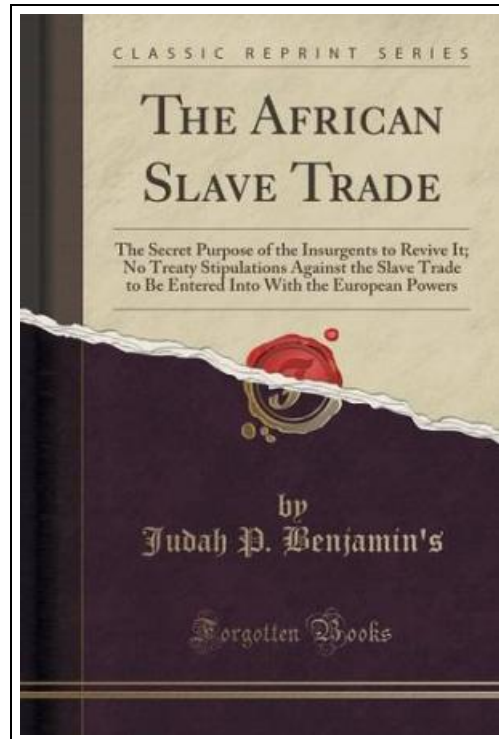 CLASSIC REPRINT SERIES
THE AFRICAN
SLAVE TRADE
The Secret Purpose of the Insurgents to Revive It;
No Treaty Stipulations Against the Slave Trade
to Be Entered Into With the European Powers
F
by
Judah P. Benjamin's
Forgotten Books